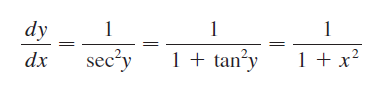 dy/dx = 1/sec²y = 1/(1 + tan²y) = 1/(1 + x²)